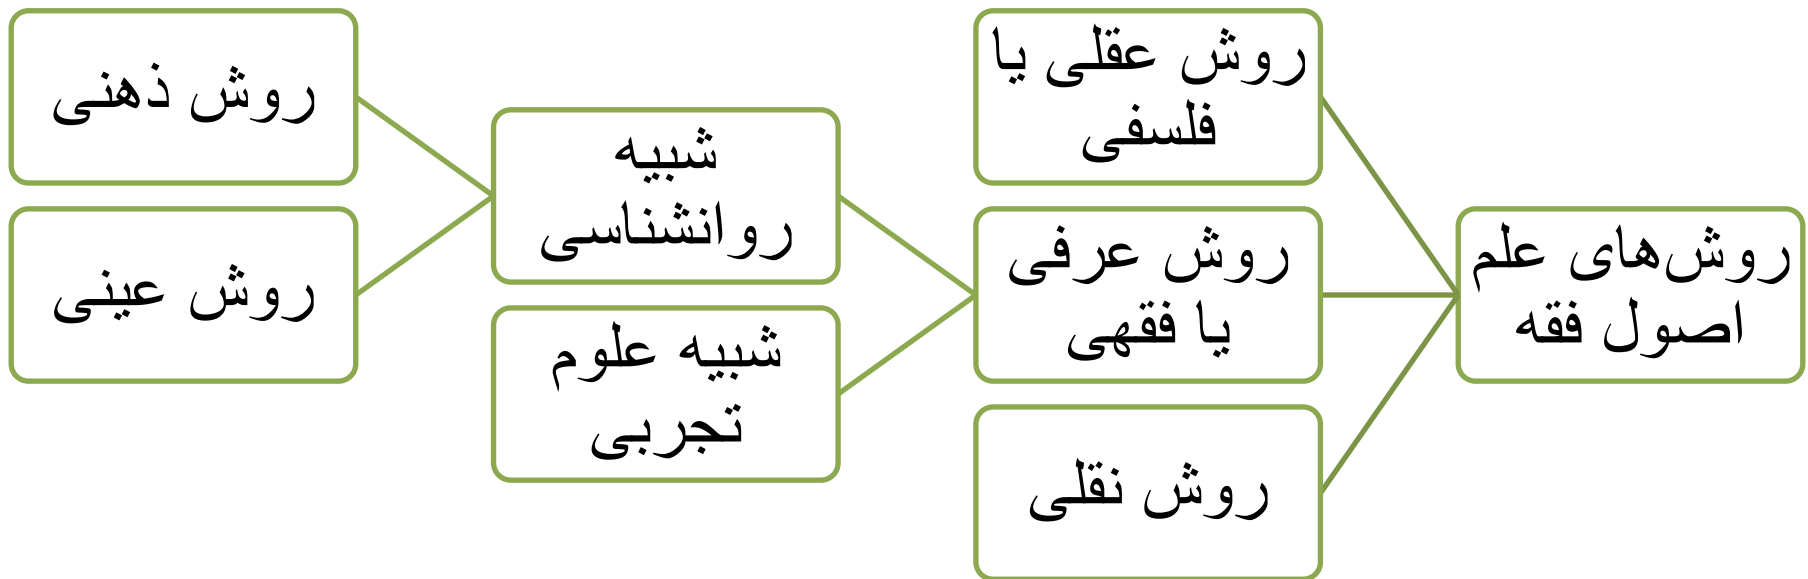 روش‌های علم
اصول فقه
روش عقلی یا
فلسفی
روش عرفی
یا فقهی
روش نقلی
شبیه
روانشناسی
شبیه علوم
تجربی
روش ذهنی
روش عینی